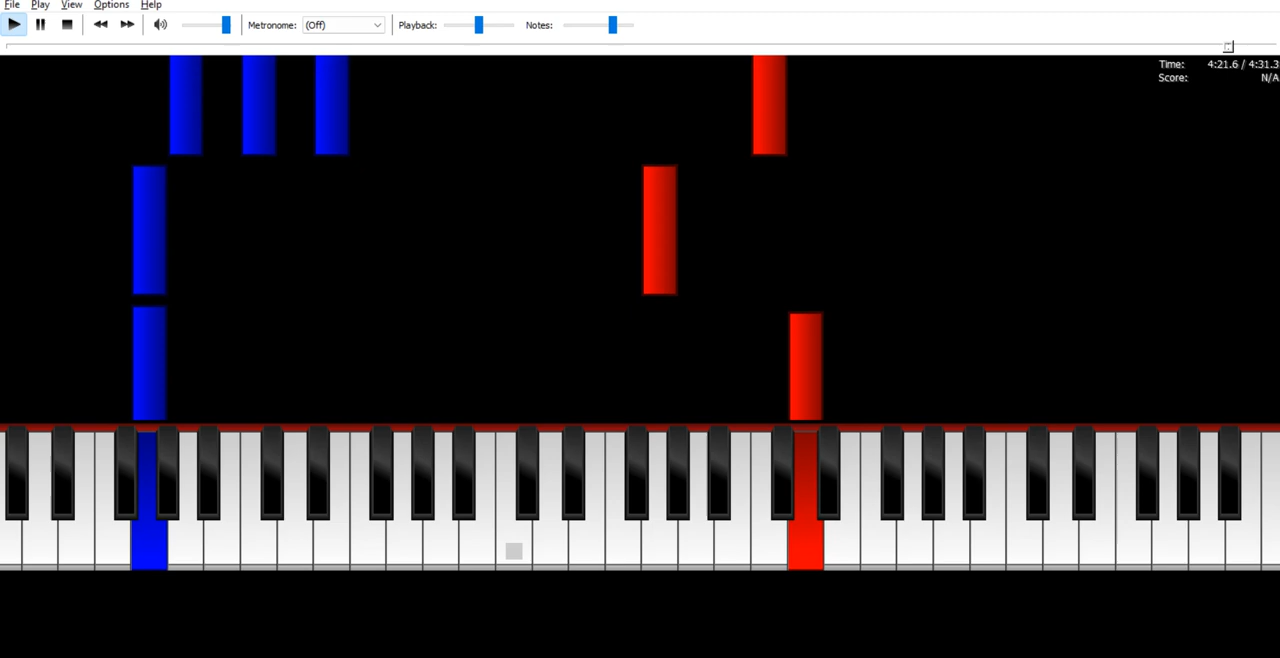 File Play View Options Help
Metronome: (Off) Playback: Notes:
Time: 4:21.6 / 4:31.3
Score: N/A